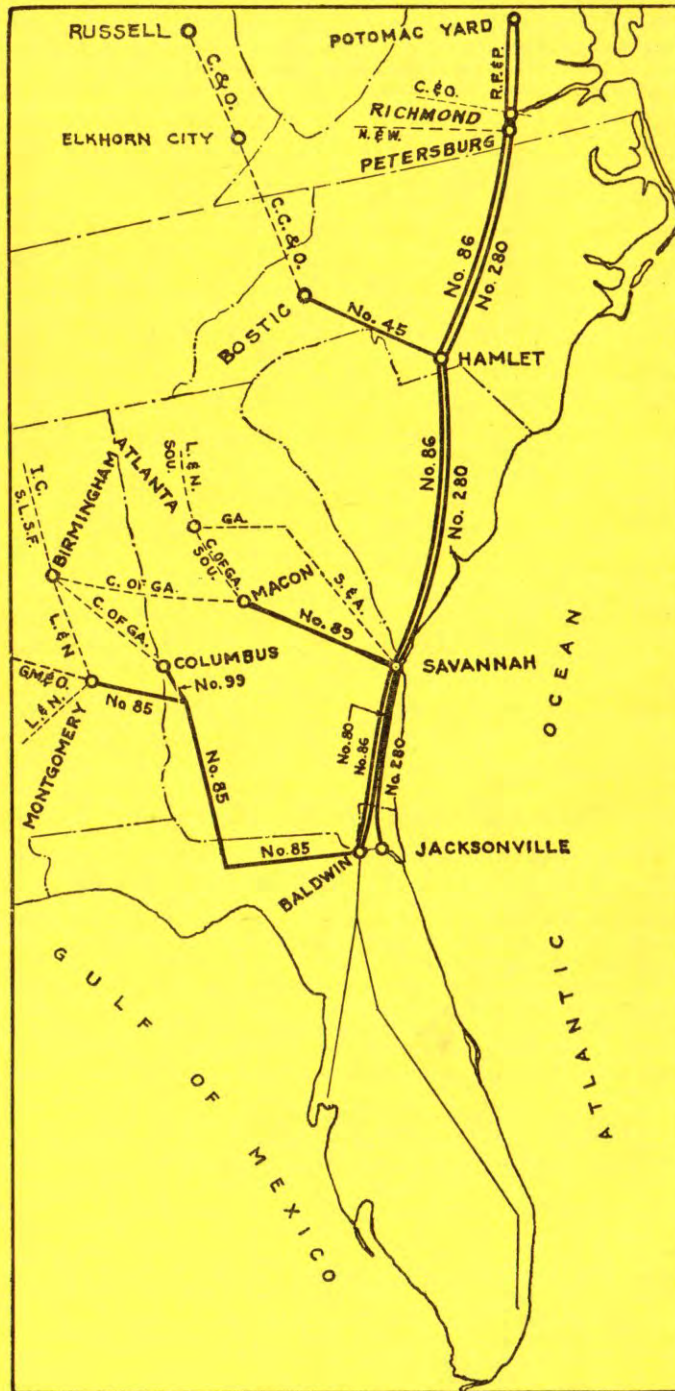 RUSSELL
POTOMAC YARD
C. & O.
R.F. & P.
C. & O.
RICHMOND
ELKHORN CITY
N. & W.
PETERSBURG
C. C. & O.
No. 86
No. 280
BOSTIC
No. 45
HAMLET
I. C.
S. L. S. F.
BIRMINGHAM
ATLANTA
L. & N.
SOU.
No. 86
No. 280
GA.
C. OF GA.
SOU.
C. OF GA.
MACON
S. & A.
C. OF GA.
L. & N
No. 89
COLUMBUS
SAVANNAH
GM. & O.
L. & N.
No 85
No. 99
MONTGOMERY
No. 80
No. 86
No. 280
No. 85
No. 85
BALDWIN
JACKSONVILLE
GULF OF MEXICO
ATLANTIC OCEAN